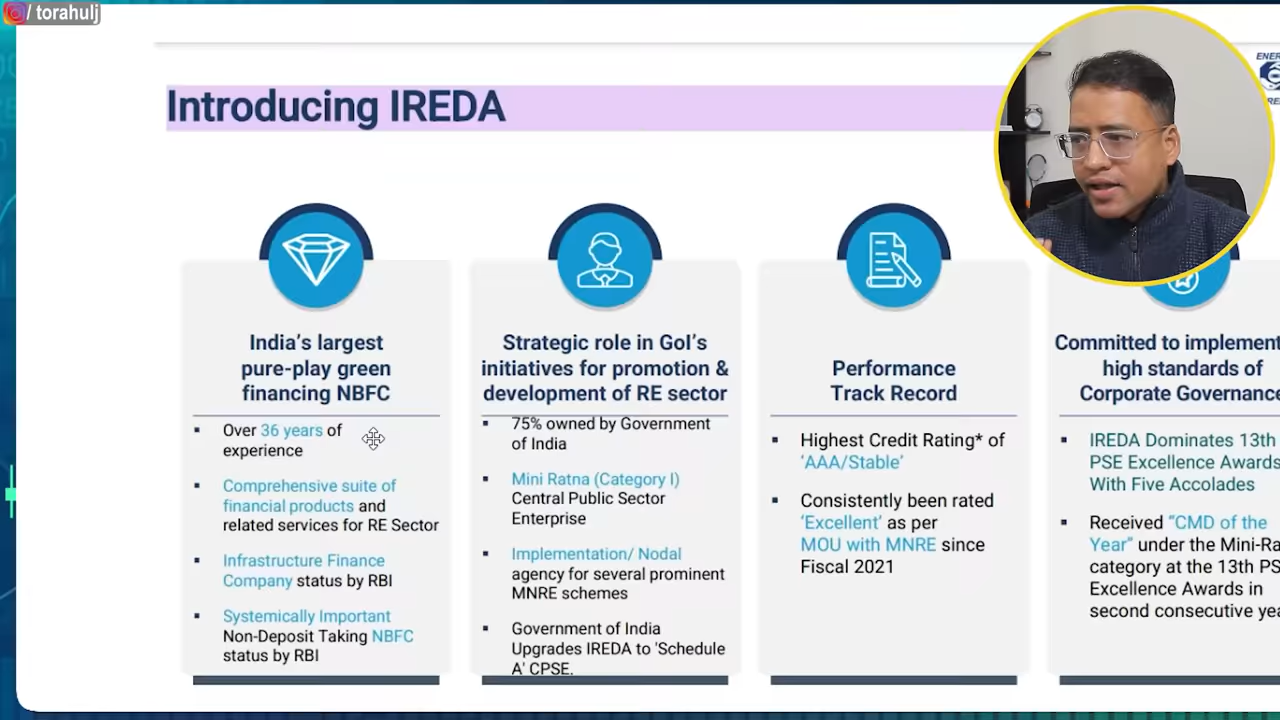 / torahulj
ENER
Introducing IREDA
India's largest
pure-play green
financing NBFC
▪ Over 36 years of
experience
▪ Comprehensive suite of
financial products and
related services for RE Sector
▪ Infrastructure Finance
Company status by RBI
▪ Systemically Important
Non-Deposit Taking NBFC
status by RBI
Strategic role in GoI's
initiatives for promotion &
development of RE sector
▪ 75% owned by Government
of India
▪ Mini Ratna (Category I)
Central Public Sector
Enterprise
▪ Implementation/ Nodal
agency for several prominent
MNRE schemes
▪ Government of India
Upgrades IREDA to 'Schedule
A' CPSE.
Performance
Track Record
▪ Highest Credit Rating* of
'AAA/Stable'
▪ Consistently been rated
'Excellent' as per
MOU with MNRE since
Fiscal 2021
Committed to implement
high standards of
Corporate Governance
▪ IREDA Dominates 13th
PSE Excellence Awards
With Five Accolades
▪ Received "CMD of the
Year" under the Mini-Ra
category at the 13th PS
Excellence Awards in
second consecutive yea